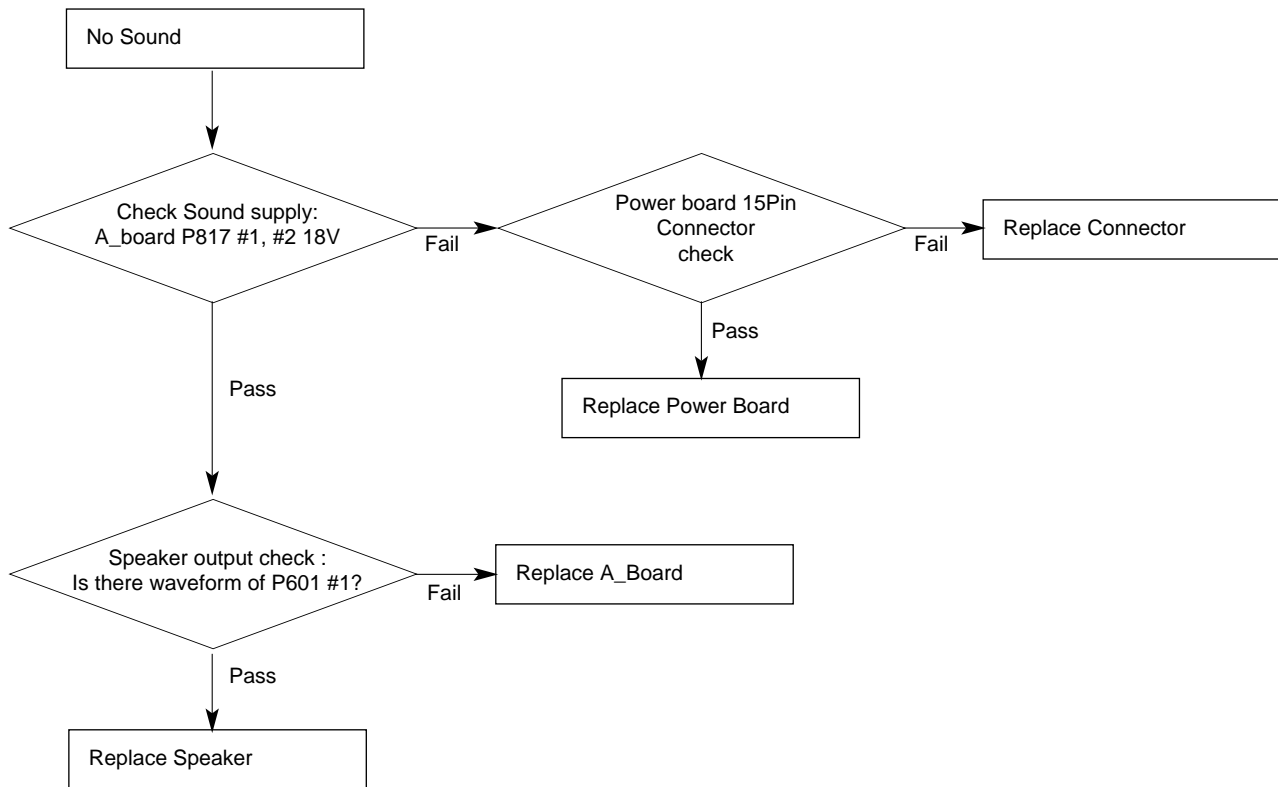 No Sound
Check Sound supply:
A_board P817 #1, #2 18V
Fail
Power board 15Pin
Connector
check
Fail
Replace Connector
Pass
Replace Power Board
Pass
Speaker output check :
Is there waveform of P601 #1?
Fail
Replace A_Board
Pass
Replace Speaker